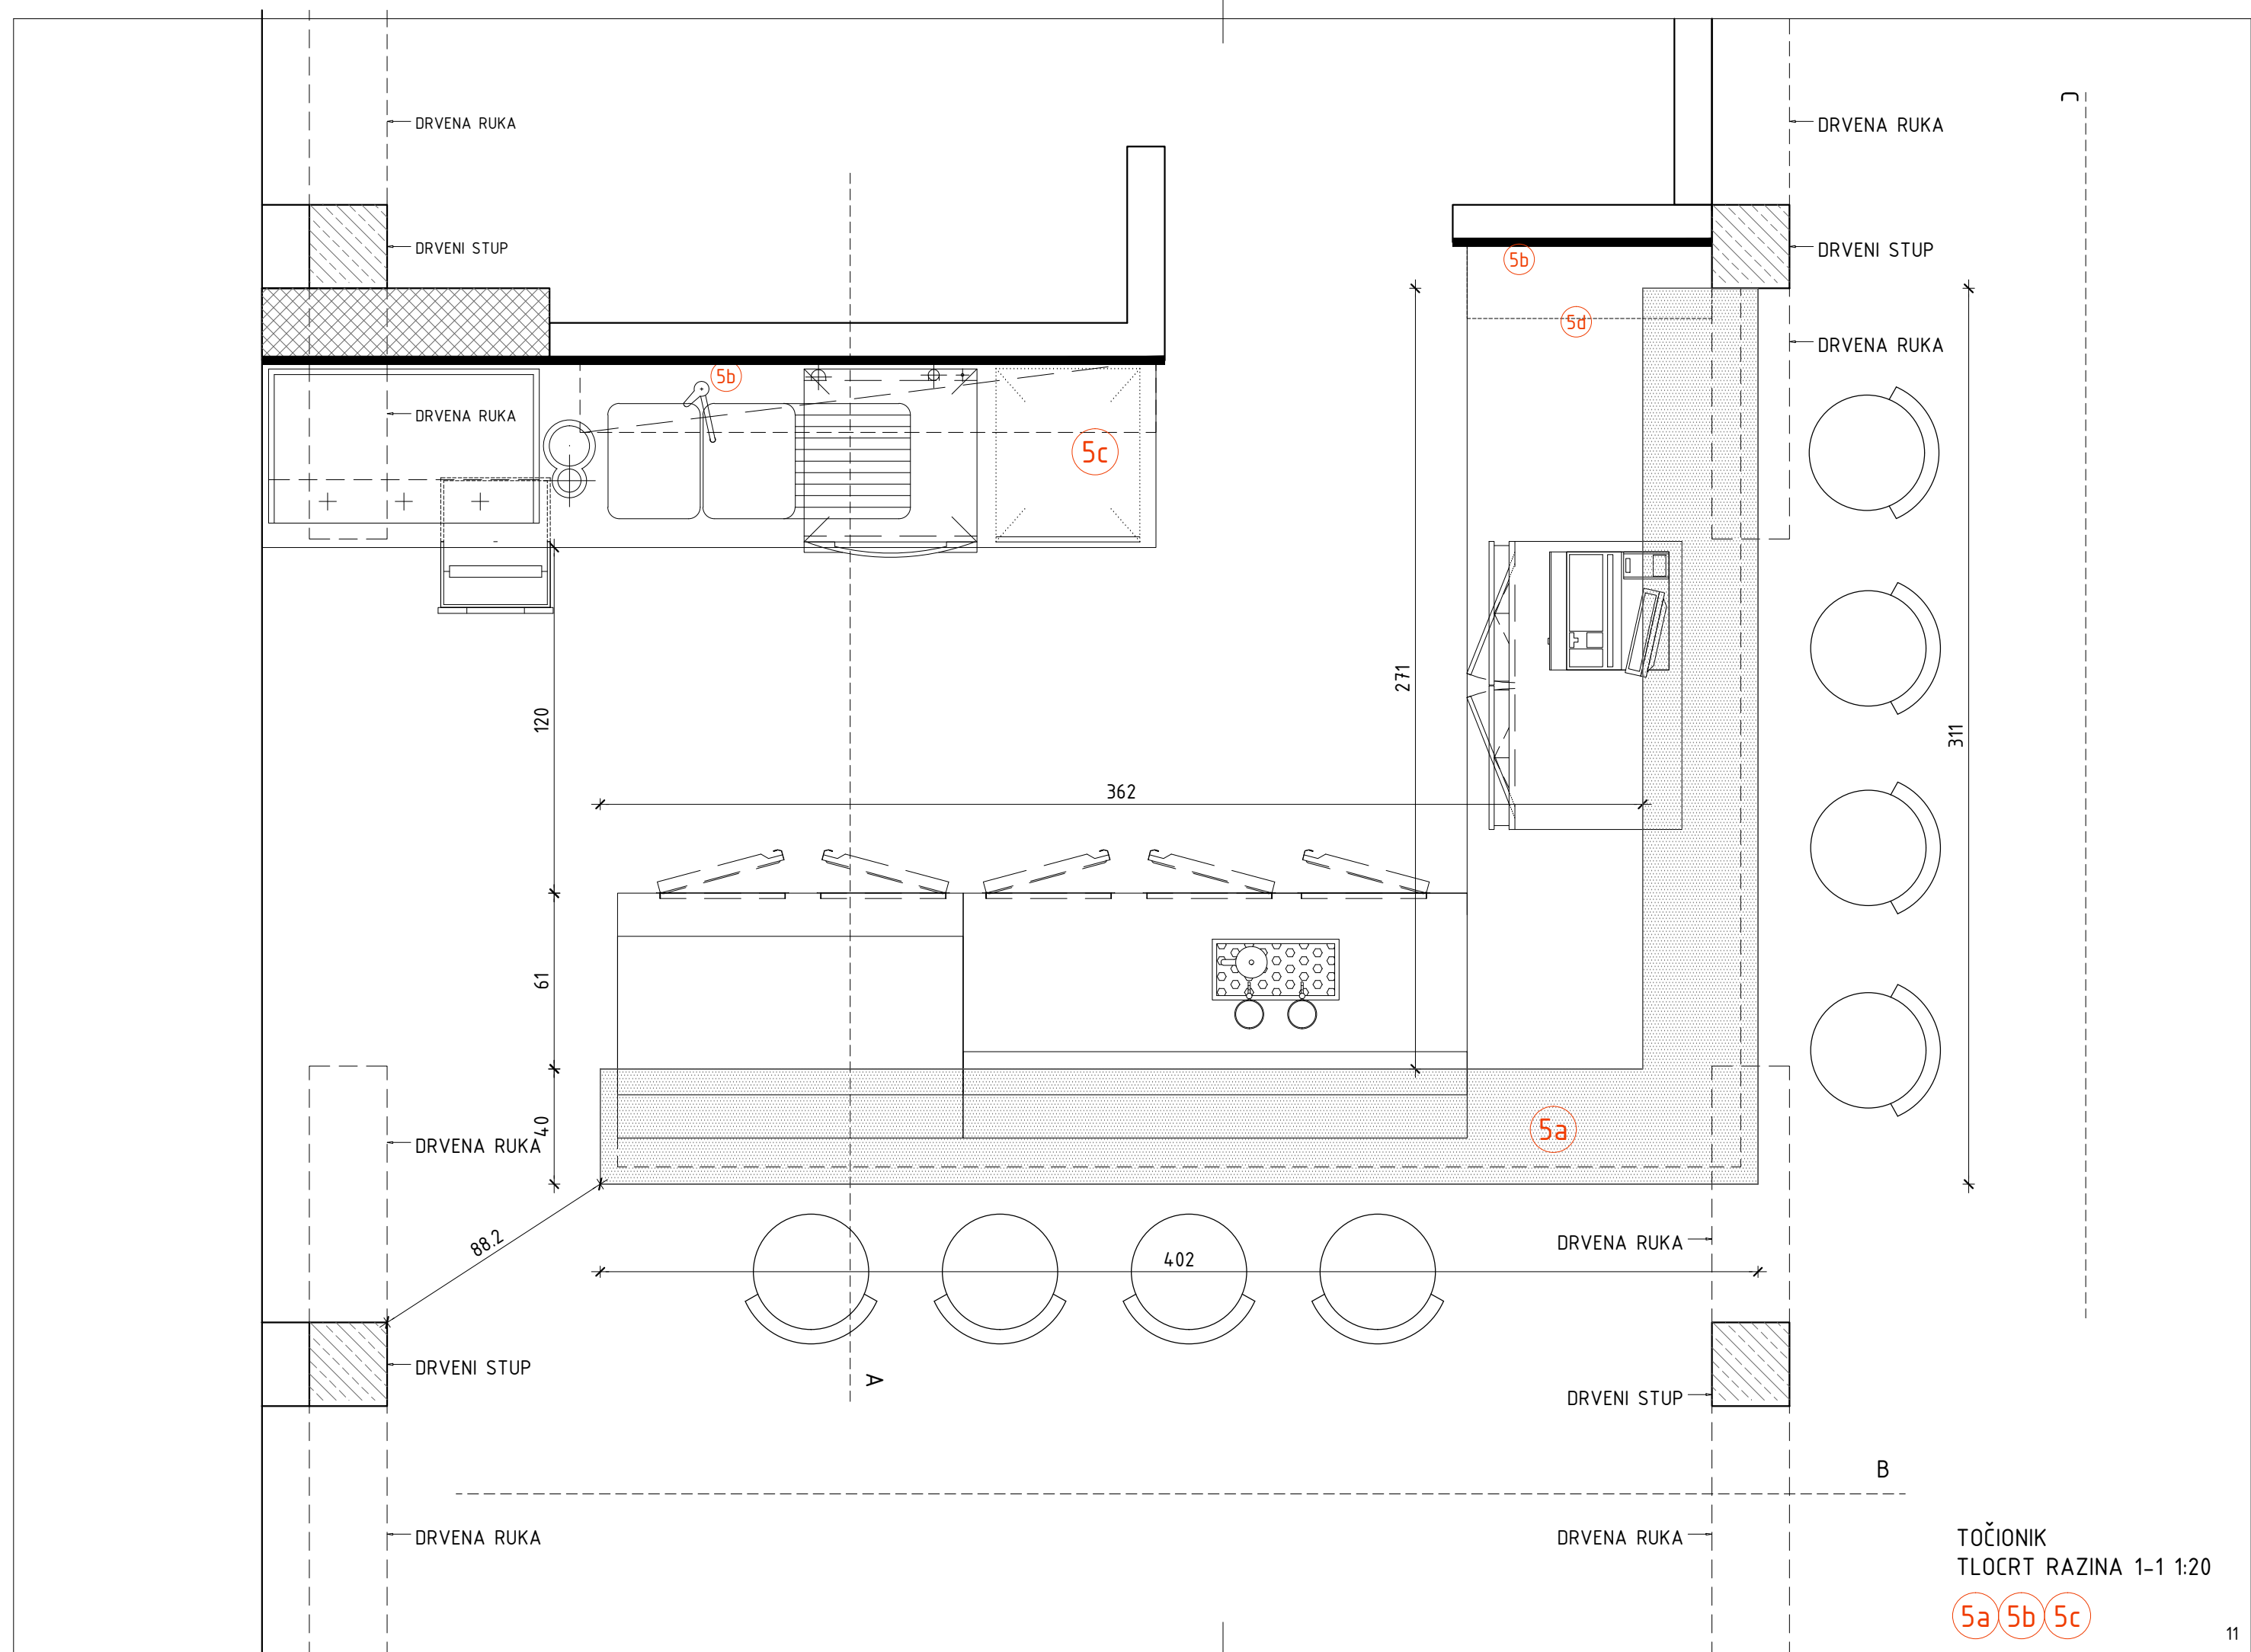 C
DRVENA RUKA
DRVENA RUKA
DRVENI STUP
DRVENI STUP
5b
5d
DRVENA RUKA
5b
DRVENA RUKA
5c
271
120
311
362
61
5a
40
DRVENA RUKA
88.2
DRVENA RUKA
402
DRVENI STUP
A
DRVENI STUP
B
DRVENA RUKA
DRVENA RUKA
TOČIONIK
TLOCRT RAZINA 1-1 1:20
5a 5b 5c
11